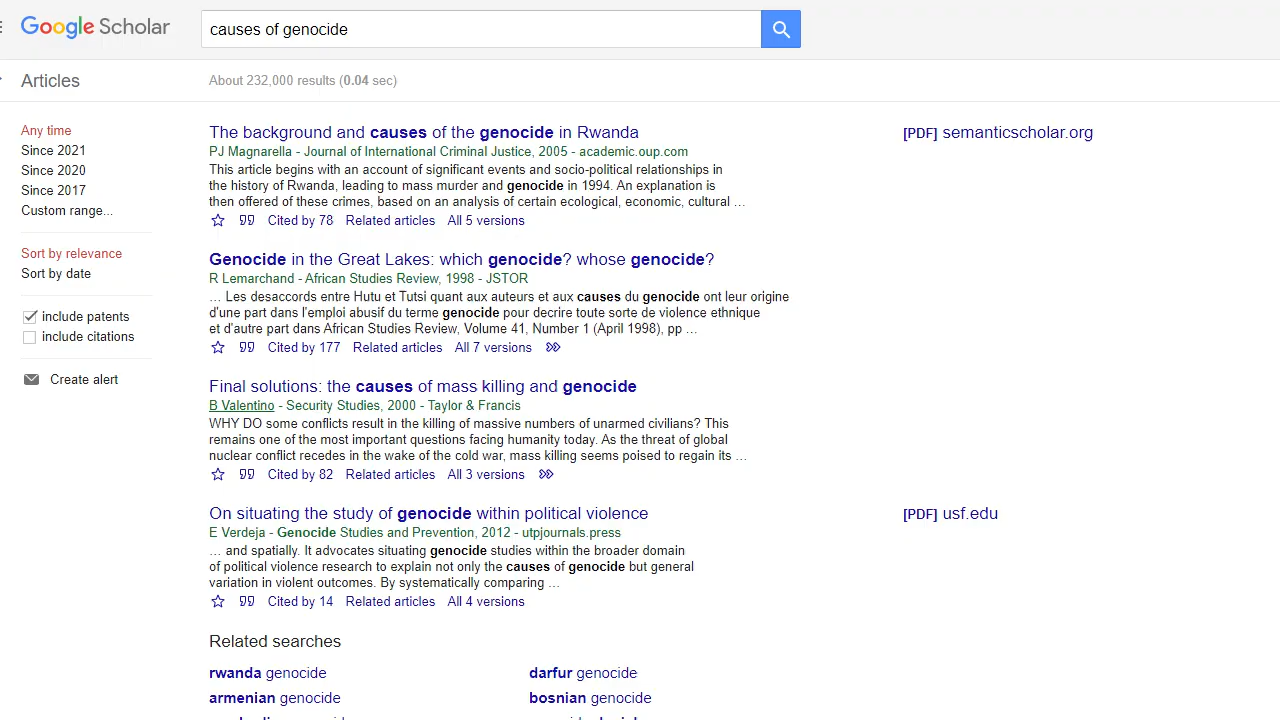 Google Scholar
causes of genocide
Articles
About 232,000 results (0.04 sec)
Any time
Since 2021
Since 2020
Since 2017
Custom range...
Sort by relevance
Sort by date
include patents
include citations
Create alert
The background and causes of the genocide in Rwanda
[PDF] semanticscholar.org
PJ Magnarella - Journal of International Criminal Justice, 2005 - academic.oup.com
This article begins with an account of significant events and socio-political relationships in
the history of Rwanda, leading to mass murder and genocide in 1994. An explanation is
then offered of these crimes, based on an analysis of certain ecological, economic, cultural …
Cited by 78 Related articles All 5 versions
Genocide in the Great Lakes: which genocide? whose genocide?
R Lemarchand - African Studies Review, 1998 - JSTOR
… Les desaccords entre Hutu et Tutsi quant aux auteurs et aux causes du genocide ont leur origine
d'une part dans l'emploi abusif du terme genocide pour decrire toute sorte de violence ethnique
et d'autre part dans African Studies Review, Volume 41, Number 1 (April 1998), pp …
Cited by 177 Related articles All 7 versions
Final solutions: the causes of mass killing and genocide
B Valentino - Security Studies, 2000 - Taylor & Francis
WHY DO some conflicts result in the killing of massive numbers of unarmed civilians? This
remains one of the most important questions facing humanity today. As the threat of global
nuclear conflict recedes in the wake of the cold war, mass killing seems poised to regain its …
Cited by 82 Related articles All 3 versions
On situating the study of genocide within political violence
[PDF] usf.edu
E Verdeja - Genocide Studies and Prevention, 2012 - utpjournals.press
… and spatially. It advocates situating genocide studies within the broader domain
of political violence research to explain not only the causes of genocide but general
variation in violent outcomes. By systematically comparing …
Cited by 14 Related articles All 4 versions
Related searches
rwanda genocide
darfur genocide
armenian genocide
bosnian genocide